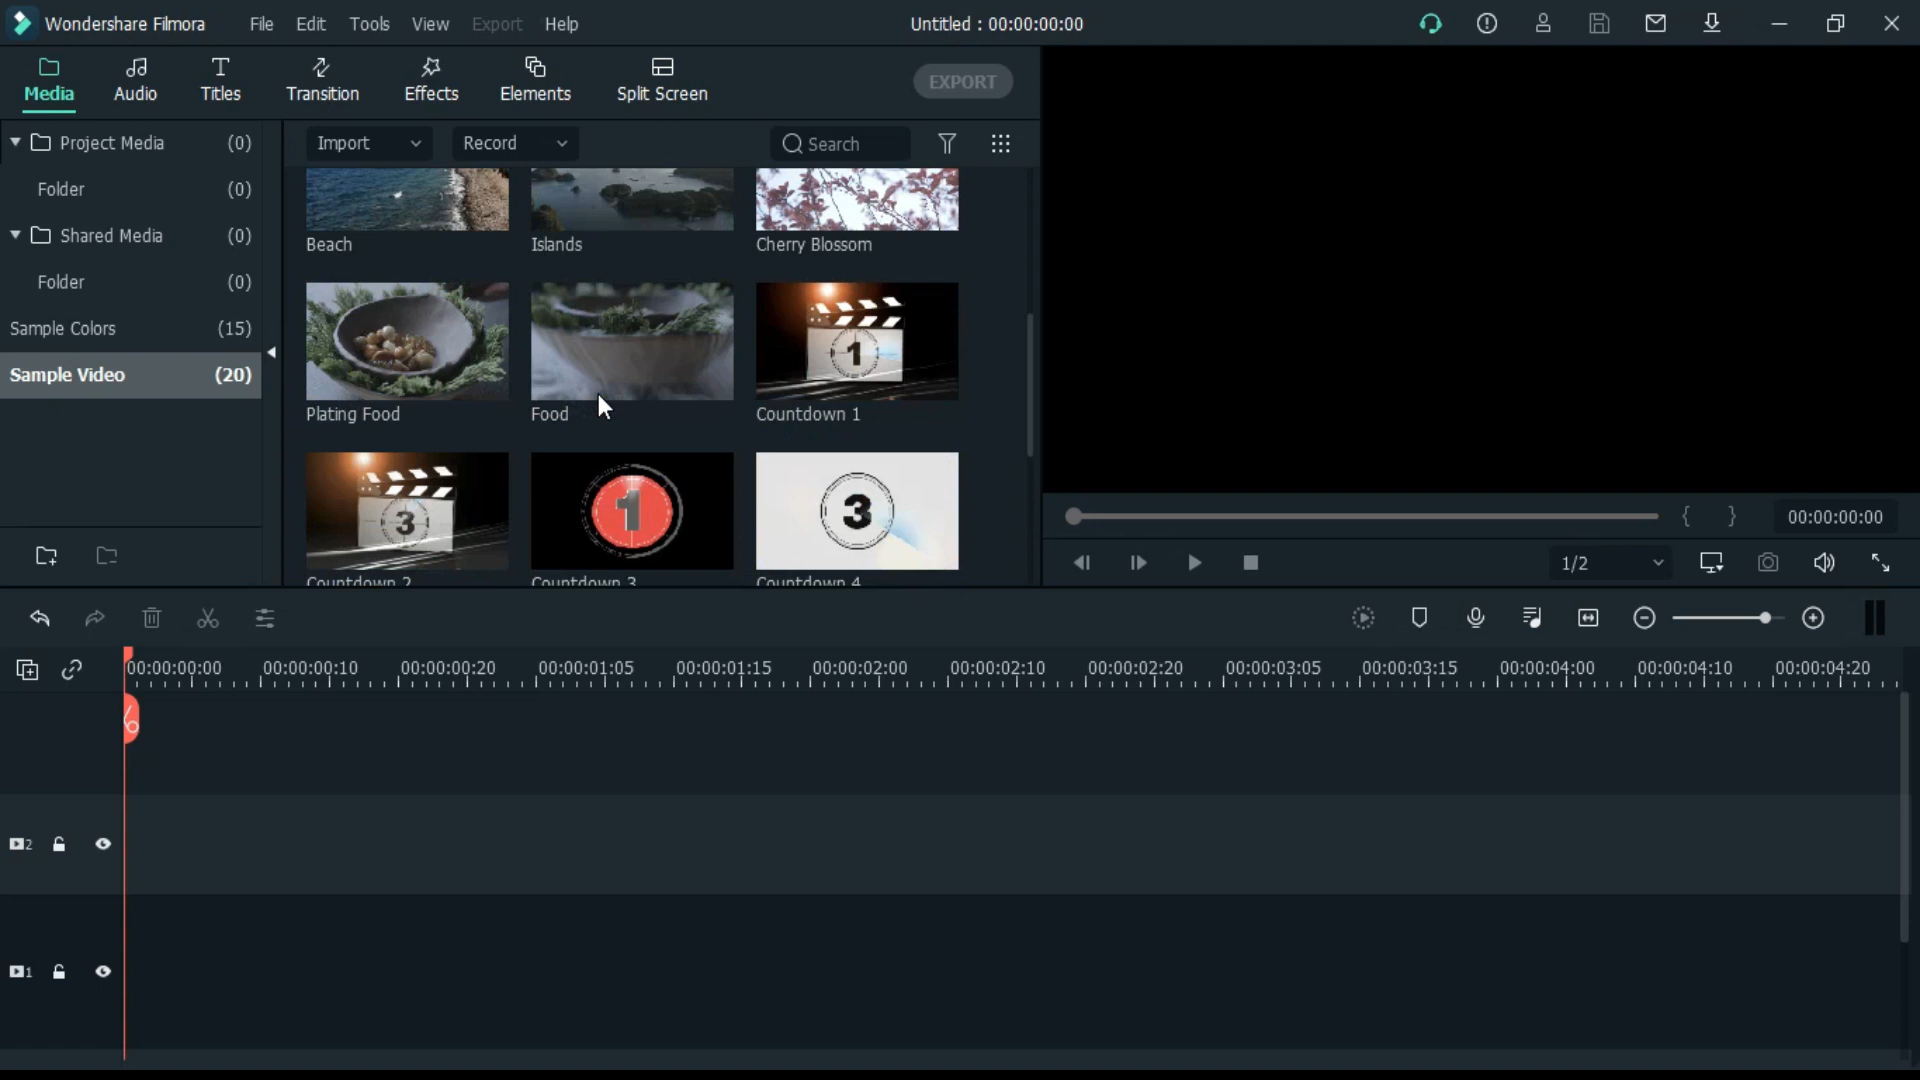 Wondershare Filmora File Edit Tools View Export Help Untitled : 00:00:00:00
Media Audio Titles Transition Effects Elements Split Screen EXPORT
Project Media (0)
Folder (0)
Shared Media (0)
Folder (0)
Sample Colors (15)
Sample Video (20)
Import Record Search
Beach Islands Cherry Blossom
1
Plating Food Food Countdown 1
3 1 3
Countdown 2 Countdown 3 Countdown 4
00:00:00:00
1/2
00:00:00:00 00:00:00:10 00:00:00:20 00:00:01:05 00:00:01:15 00:00:02:00 00:00:02:10 00:00:02:20 00:00:03:05 00:00:03:15 00:00:04:00 00:00:04:10 00:00:04:20
2
1